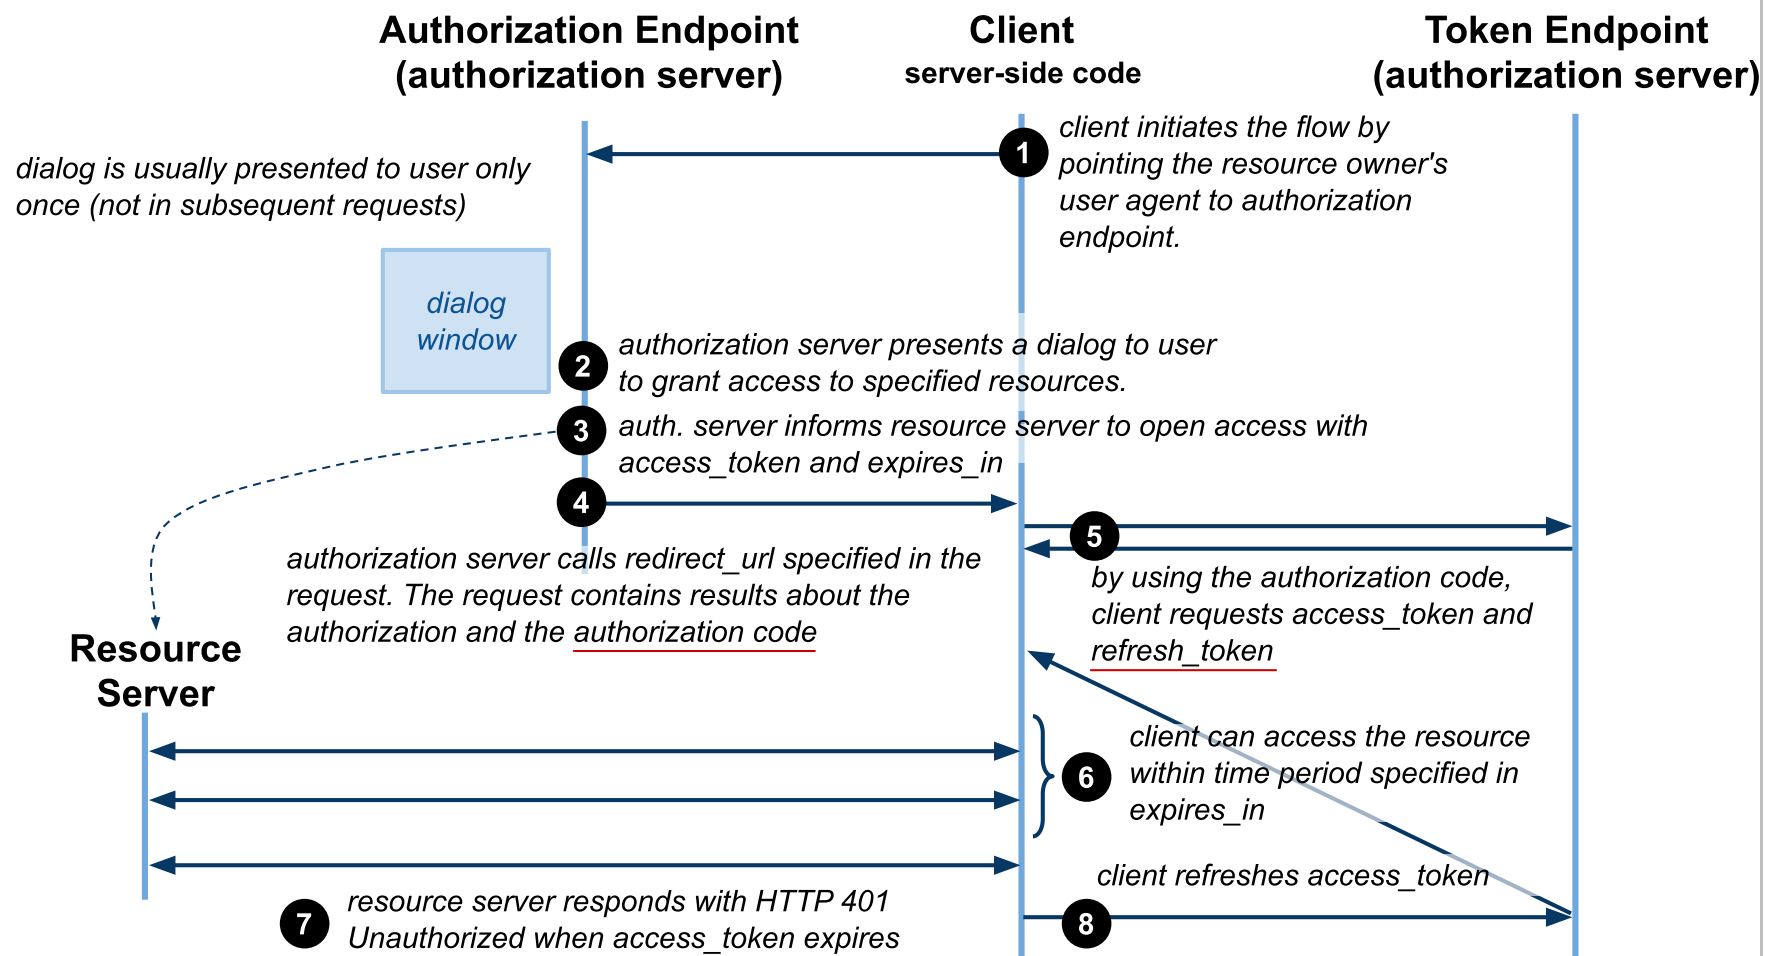 Authorization Endpoint
(authorization server)
Client
server-side code
Token Endpoint
(authorization server)
1
client initiates the flow by
pointing the resource owner's
user agent to authorization
endpoint.
dialog is usually presented to user only
once (not in subsequent requests)
dialog
window
2
authorization server presents a dialog to user
to grant access to specified resources.
3
auth. server informs resource server to open access with
access_token and expires_in
4
authorization server calls redirect_url specified in the
request. The request contains results about the
authorization and the authorization code
5
by using the authorization code,
client requests access_token and
refresh_token
Resource
Server
6
client can access the resource
within time period specified in
expires_in
7
resource server responds with HTTP 401
Unauthorized when access_token expires
client refreshes access_token
8